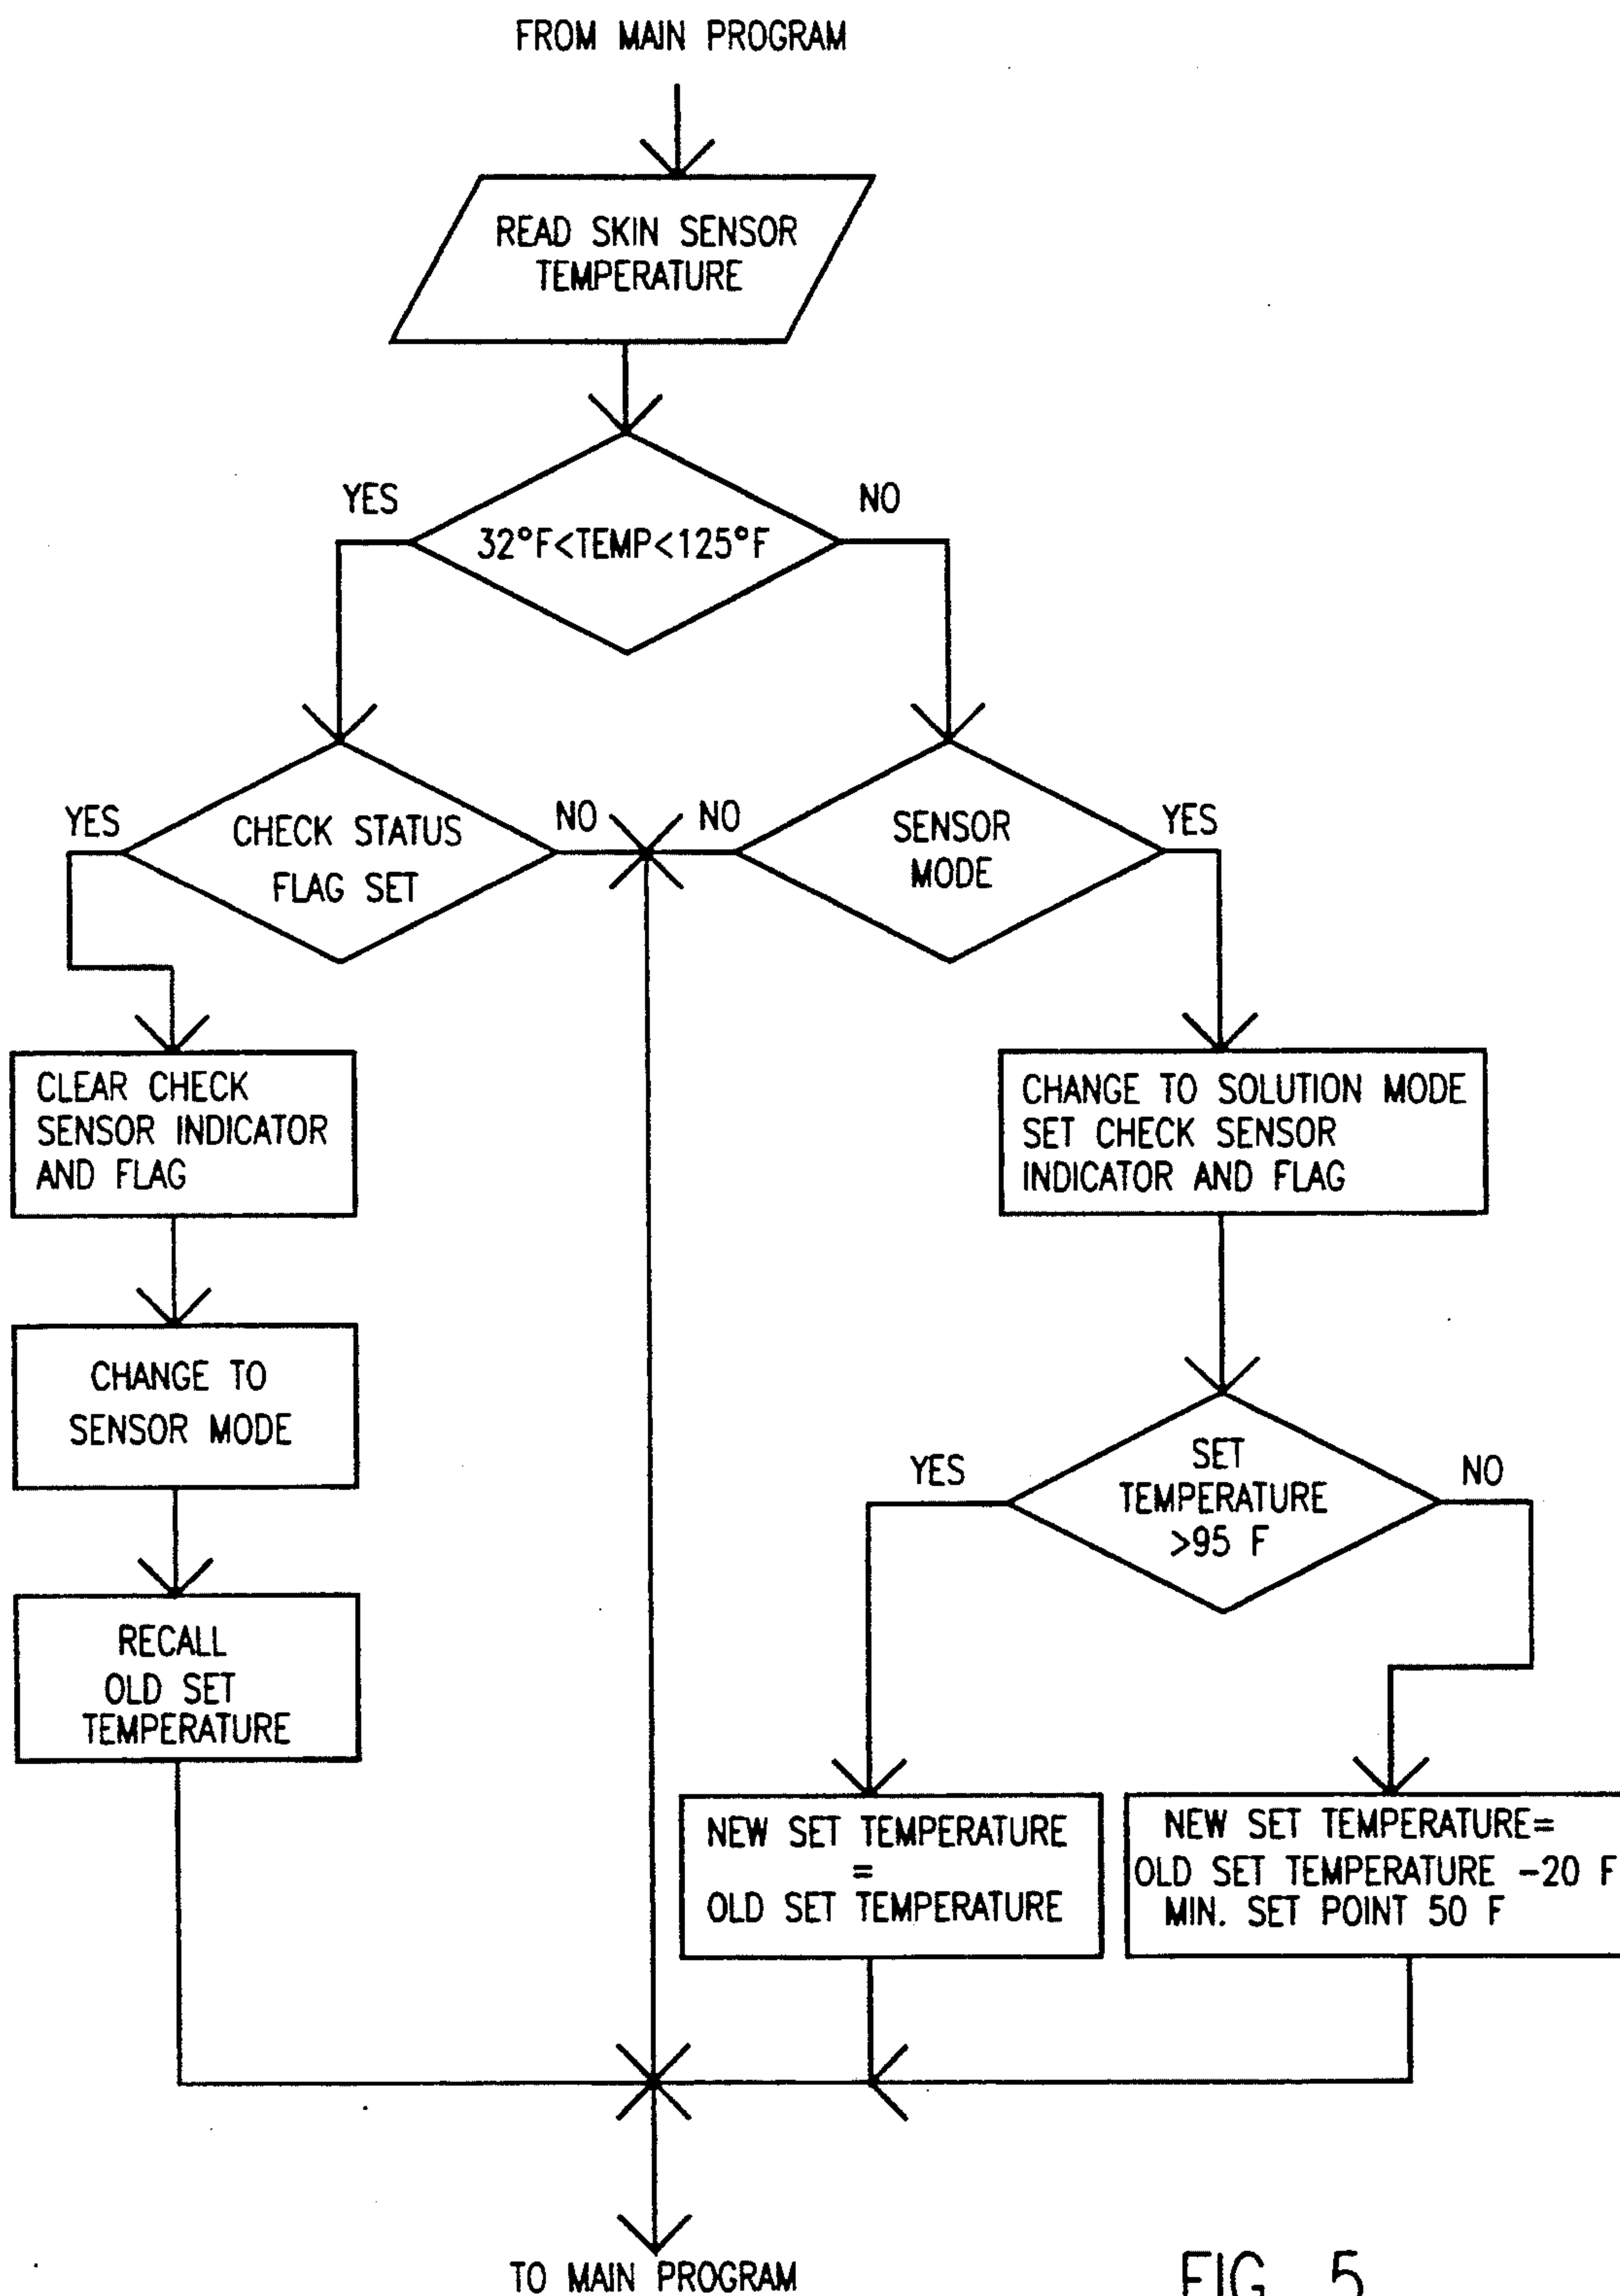 FROM MAIN PROGRAM
READ SKIN SENSOR
TEMPERATURE
YES
NO
32°F<TEMP<125°F
YES
CHECK STATUS
FLAG SET
NO
NO
SENSOR
MODE
YES
CLEAR CHECK
SENSOR INDICATOR
AND FLAG
CHANGE TO SOLUTION MODE
SET CHECK SENSOR
INDICATOR AND FLAG
CHANGE TO
SENSOR MODE
YES
SET
TEMPERATURE
>95 F
NO
RECALL
OLD SET
TEMPERATURE
NEW SET TEMPERATURE
=
OLD SET TEMPERATURE
NEW SET TEMPERATURE=
OLD SET TEMPERATURE -20 F
MIN. SET POINT 50 F
TO MAIN PROGRAM
FIG. 5